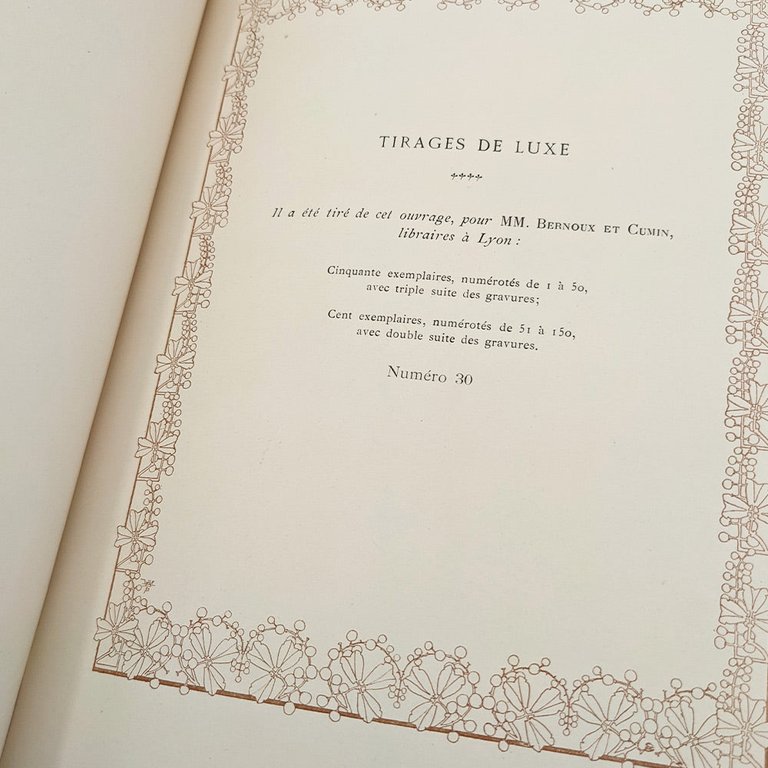 TIRAGES DE LUXE
Il a été tiré de cet ouvrage, pour MM. BERNOUX ET CUMIN,
libraires à Lyon :
Cinquante exemplaires, numérotés de 1 à 50,
avec triple suite des gravures;
Cent exemplaires, numérotés de 51 à 150,
avec double suite des gravures.
Numéro 30